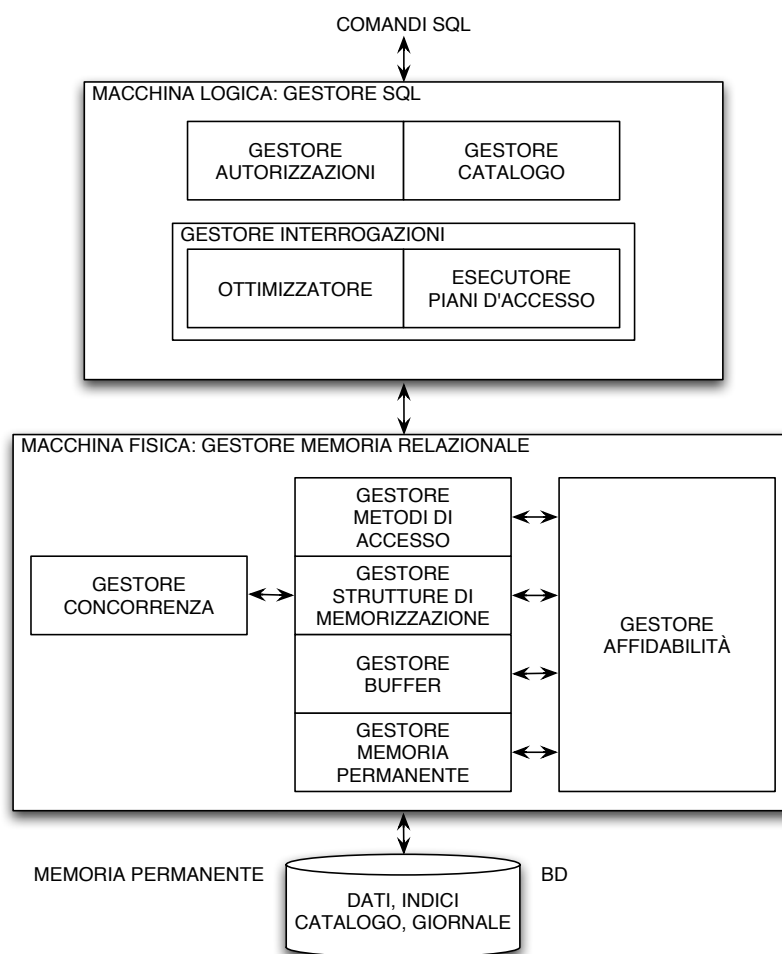 COMANDI SQL
MACCHINA LOGICA: GESTORE SQL
GESTORE
AUTORIZZAZIONI
GESTORE
CATALOGO
GESTORE INTERROGAZIONI
OTTIMIZZATORE
ESECUTORE
PIANI D'ACCESSO
MACCHINA FISICA: GESTORE MEMORIA RELAZIONALE
GESTORE
CONCORRENZA
GESTORE
METODI DI
ACCESSO
GESTORE
STRUTTURE DI
MEMORIZZAZIONE
GESTORE
BUFFER
GESTORE
MEMORIA
PERMANENTE
GESTORE
AFFIDABILITÀ
MEMORIA PERMANENTE
BD
DATI, INDICI
CATALOGO, GIORNALE